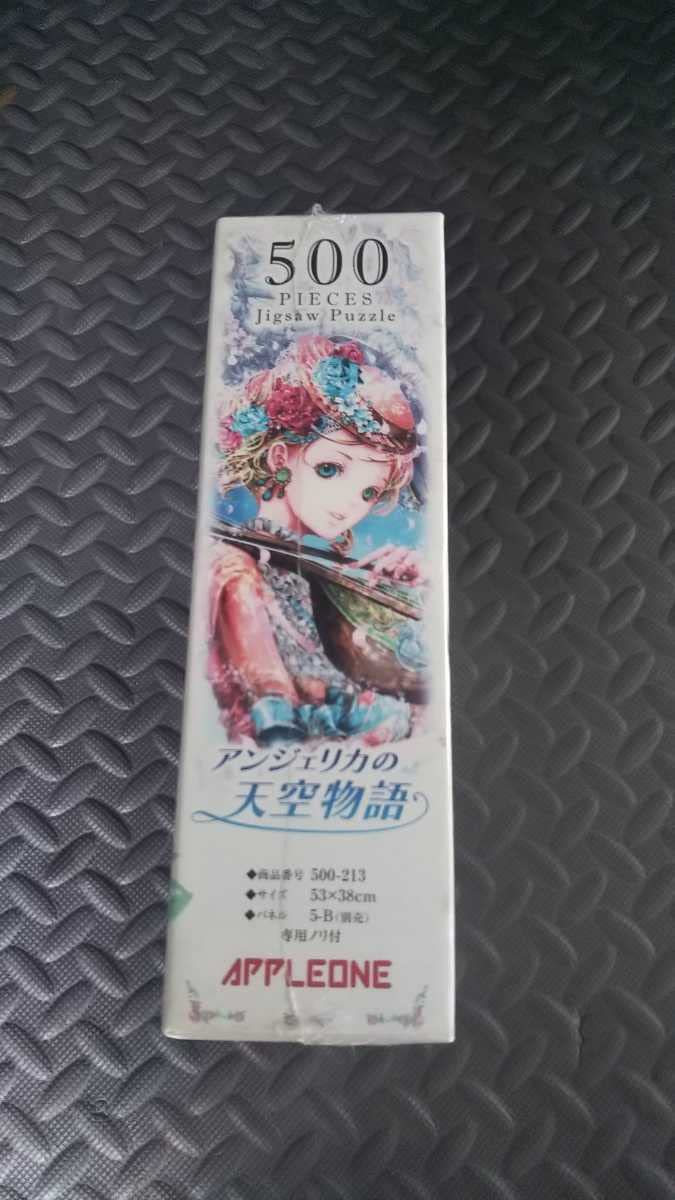 500
PIECES
Jigsaw Puzzle
アンジェリカの
天空物語
◆商品番号 500-213
◆サイズ 53×38cm
◆パネル 5-B(別売)
専用ノリ付
APPLEONE